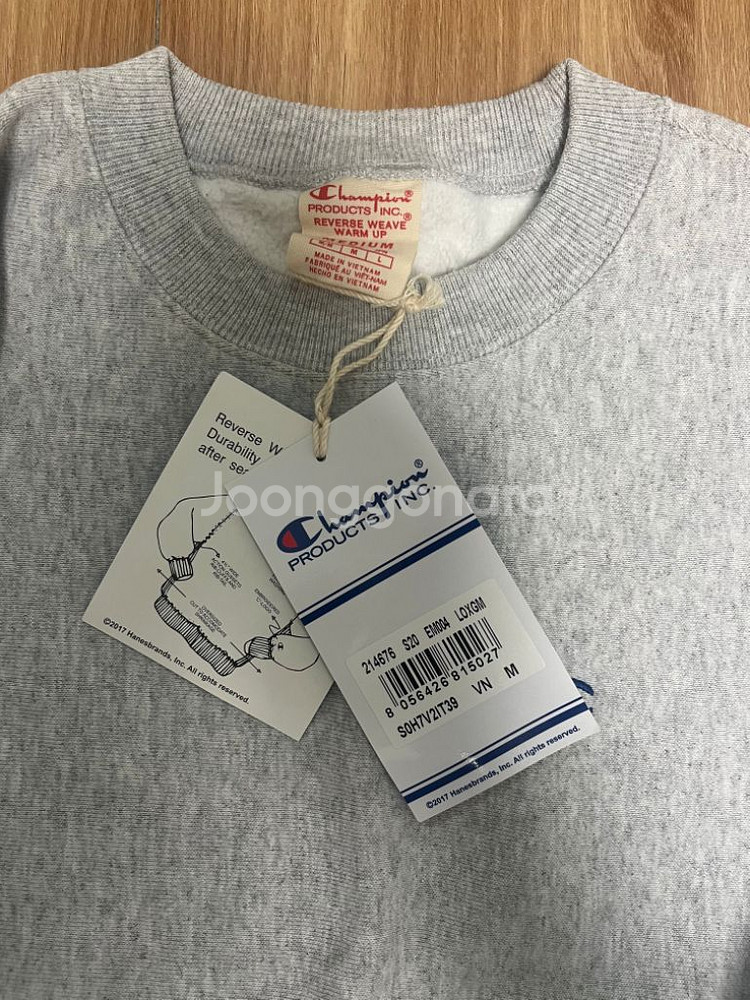 Champion®
PRODUCTS INC.®
REVERSE WEAVE
WARM UP
MEDIUM
M L
MADE IN VIETNAM
FABRIQUÉ AU VIÊT-NAM
HECHO EN VIETNAM
Reverse W
Durability
after se
©2017 Hanesbrands, Inc. All rights reserved.
Joonggonara
Champion®
PRODUCTS, INC.
214676 S20 EM004 LOXGM
8 056426 815027
S0H7V2IT39 VN M
©2017 Hanesbrands, Inc. All rights reserved.